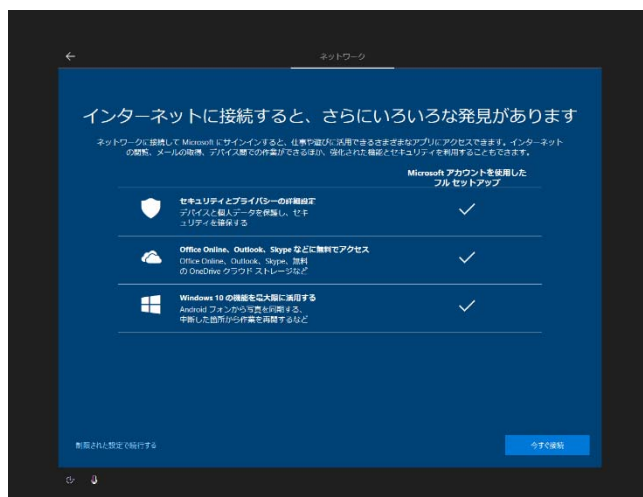 ネットワーク
インターネットに接続すると、さらにいろいろな発見があります
ネットワークに接続して Microsoft にサインインすると、仕事や遊びに活用できるさまざまなアプリにアクセスできます。インターネット
の閲覧、メールの取得、デバイス間での作業ができるほか、強化された機能とセキュリティを利用することもできます。
Microsoft アカウントを使用した
フル セットアップ
セキュリティとプライバシーの詳細設定
デバイスと個人データを保護し、セキ
ュリティを確保する
Office Online、Outlook、Skype などに無料でアクセス
Office Online、Outlook、Skype、無料
の OneDrive クラウド ストレージなど
Windows 10 の機能を最大限に活用する
Android フォンから写真を同期する、
中断した箇所から作業を再開するなど
制限された設定で続行する
今すぐ接続